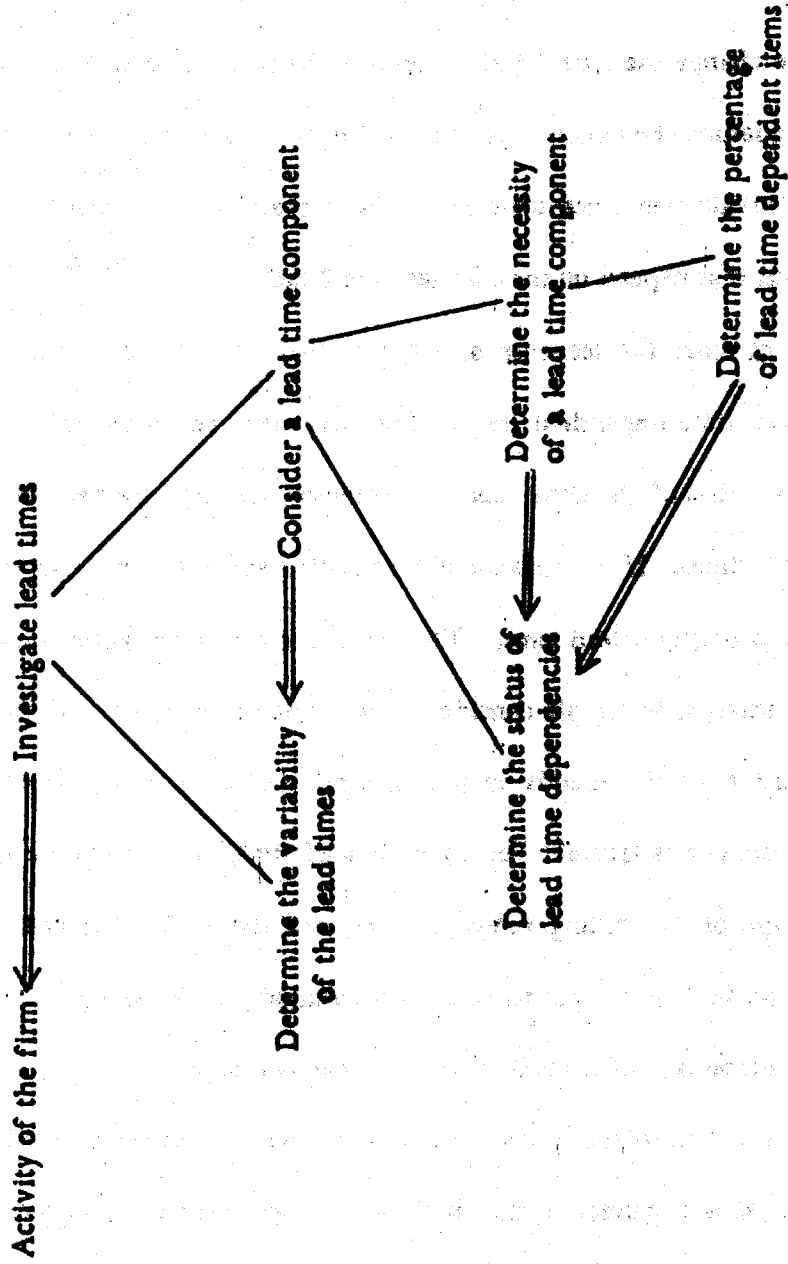 Activity of the firm
Investigate lead times
Determine the variability
of the lead times
Consider a lead time component
Determine the status of
lead time dependencies
Determine the necessity
of a lead time component
Determine the percentage
of lead time dependent items